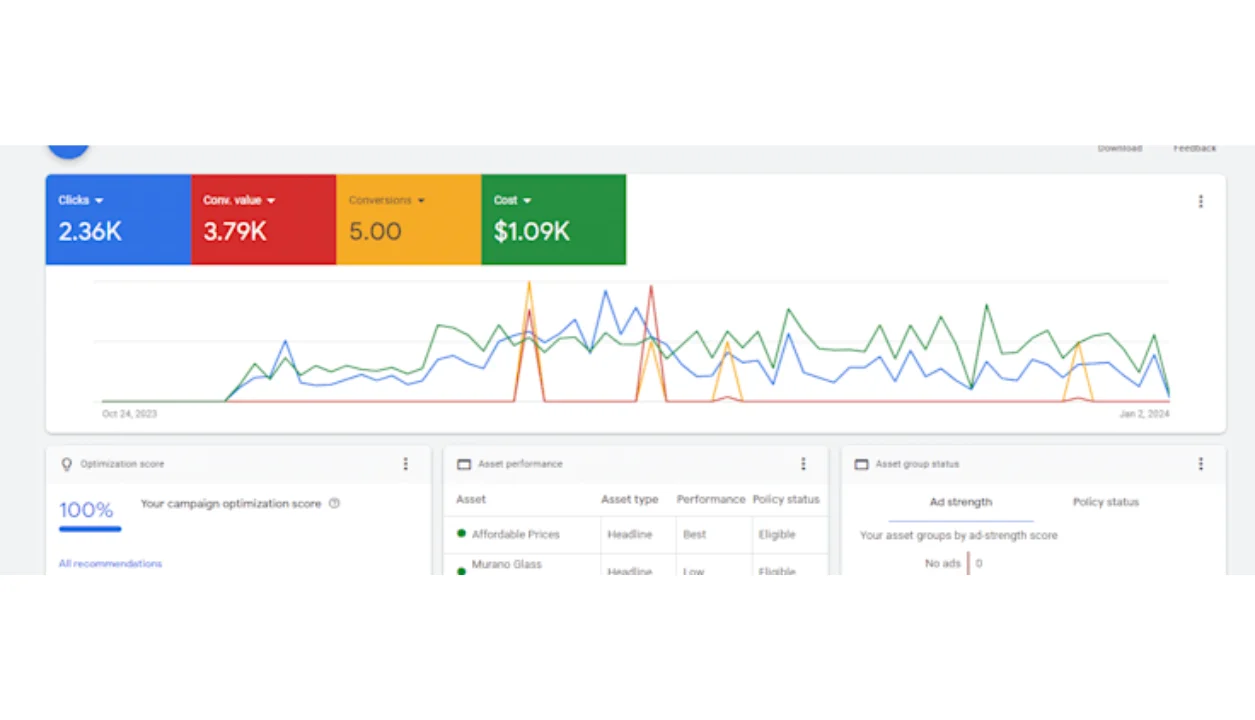 Download Feedback
Clicks Conv. value Conversions Cost
2.36K 3.79K 5.00 $1.09K
Oct 24, 2023 Jan 2, 2024
Optimization score
100% Your campaign optimization score
All recommendations
Asset performance
Asset Asset type Performance Policy status
Affordable Prices Headline Best Eligible
Murano Glass
Headline Low Eligible
Asset group status
Ad strength Policy status
Your asset groups by ad-strength score
No ads 0